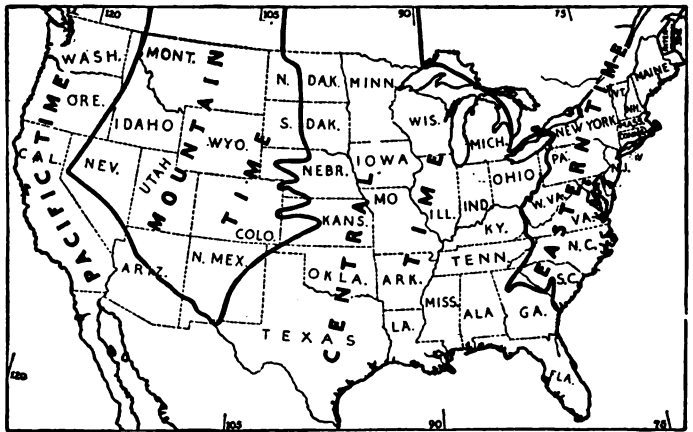 120 105 90 75
WASH.
MONT.
N. DAK.
MINN.
MAINE
VT.
N.H.
ORE.
IDAHO
WYO.
S. DAK.
WIS.
MICH.
NEW YORK
MASS.
CAL.
NEV.
UTAH
NEBR.
IOWA
PA.
N.J.
COLO.
KANS.
MO
ILL.
IND.
OHIO
W.VA.
VA.
KY.
ARIZ.
N. MEX.
OKLA.
ARK.
TENN.
N.C.
S.C.
TEXAS
LA.
MISS.
ALA
GA.
FLA.
PACIFIC TIME
MOUNTAIN TIME
CENTRAL TIME
EASTERN TIME
120
105 90 75